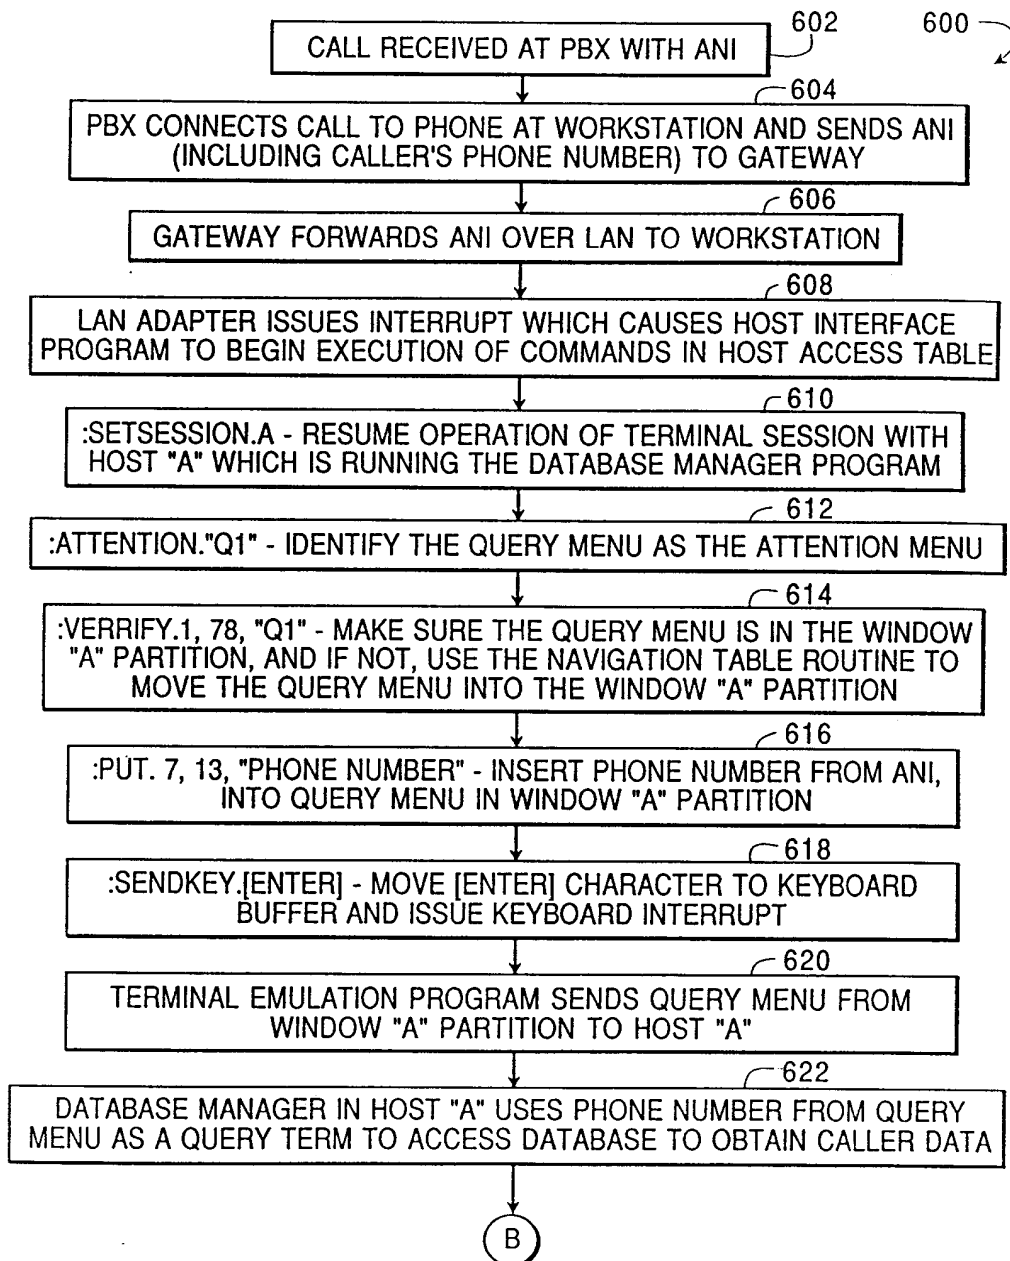 602
600
CALL RECEIVED AT PBX WITH ANI
604
PBX CONNECTS CALL TO PHONE AT WORKSTATION AND SENDS ANI
(INCLUDING CALLER'S PHONE NUMBER) TO GATEWAY
606
GATEWAY FORWARDS ANI OVER LAN TO WORKSTATION
608
LAN ADAPTER ISSUES INTERRUPT WHICH CAUSES HOST INTERFACE
PROGRAM TO BEGIN EXECUTION OF COMMANDS IN HOST ACCESS TABLE
610
:SETSESSION.A - RESUME OPERATION OF TERMINAL SESSION WITH
HOST "A" WHICH IS RUNNING THE DATABASE MANAGER PROGRAM
612
:ATTENTION."Q1" - IDENTIFY THE QUERY MENU AS THE ATTENTION MENU
614
:VERRIFY.1, 78, "Q1" - MAKE SURE THE QUERY MENU IS IN THE WINDOW
"A" PARTITION, AND IF NOT, USE THE NAVIGATION TABLE ROUTINE TO
MOVE THE QUERY MENU INTO THE WINDOW "A" PARTITION
616
:PUT. 7, 13, "PHONE NUMBER" - INSERT PHONE NUMBER FROM ANI,
INTO QUERY MENU IN WINDOW "A" PARTITION
618
:SENDKEY.[ENTER] - MOVE [ENTER] CHARACTER TO KEYBOARD
BUFFER AND ISSUE KEYBOARD INTERRUPT
620
TERMINAL EMULATION PROGRAM SENDS QUERY MENU FROM
WINDOW "A" PARTITION TO HOST "A"
622
DATABASE MANAGER IN HOST "A" USES PHONE NUMBER FROM QUERY
MENU AS A QUERY TERM TO ACCESS DATABASE TO OBTAIN CALLER DATA
B